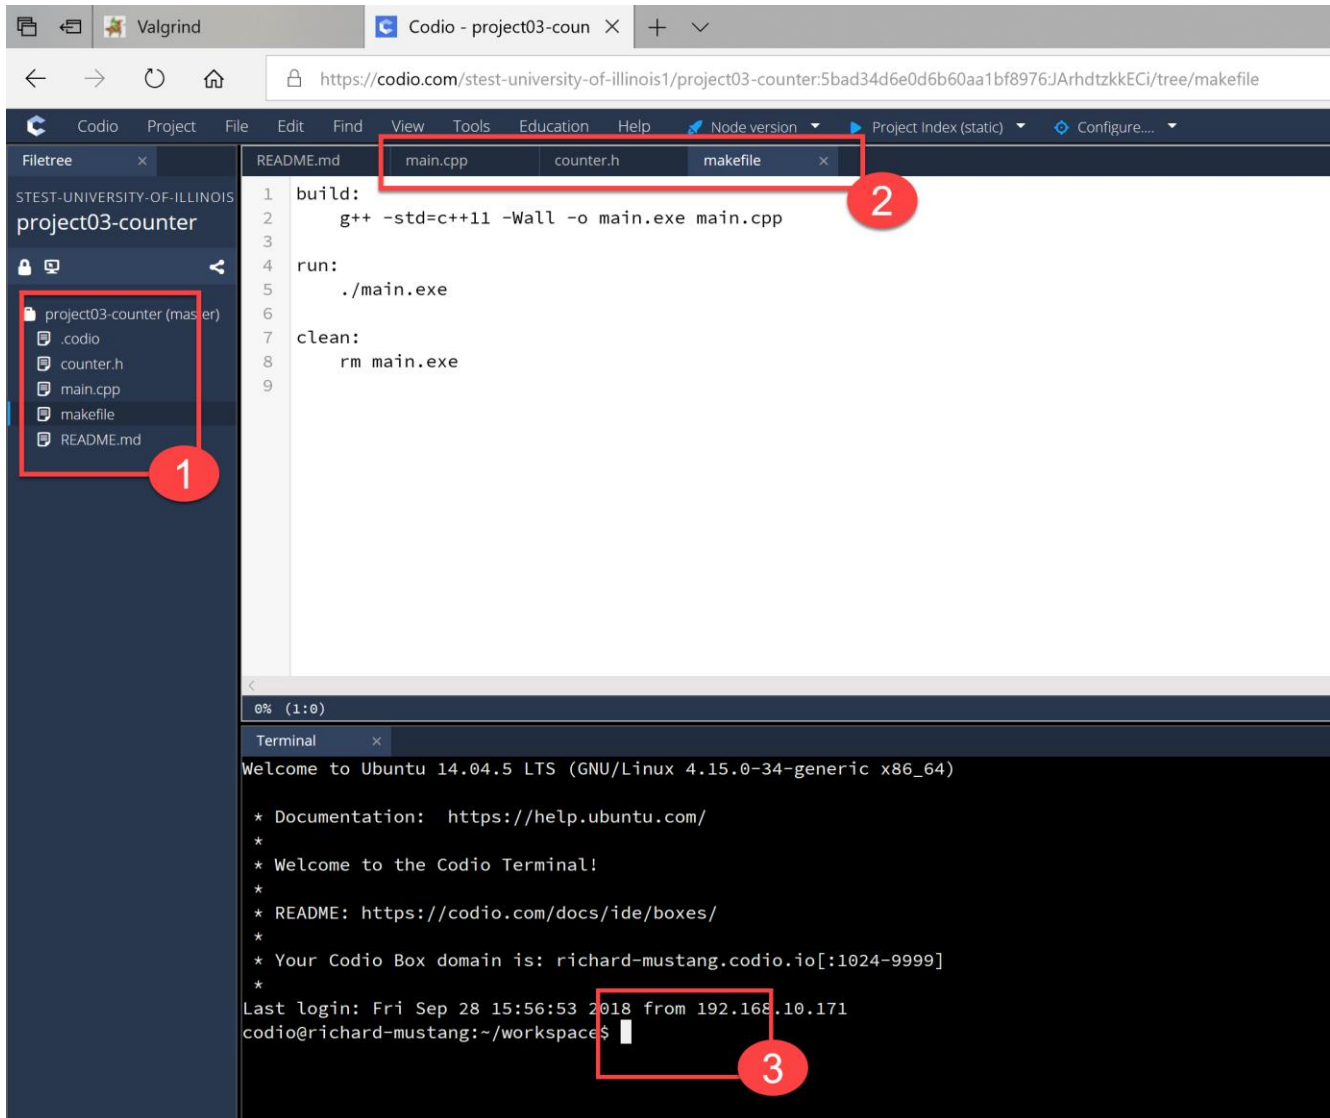 Valgrind
Codio - project03-coun
https://codio.com/stest-university-of-illinois1/project03-counter:5bad34d6e0d6b60aa1bf8976:JArhdtzkkECi/tree/makefile
Codio Project File Edit Find View Tools Education Help Node version Project Index (static) Configure....
Filetree
README.md main.cpp counter.h makefile
2
STEST-UNIVERSITY-OF-ILLINOIS
project03-counter
project03-counter (master)
.codio
counter.h
main.cpp
makefile
README.md
1
1 build:
2 g++ -std=c++11 -Wall -o main.exe main.cpp
3
4 run:
5 ./main.exe
6
7 clean:
8 rm main.exe
9
0% (1:0)
Terminal
Welcome to Ubuntu 14.04.5 LTS (GNU/Linux 4.15.0-34-generic x86_64)
* Documentation: https://help.ubuntu.com/
*
* Welcome to the Codio Terminal!
*
* README: https://codio.com/docs/ide/boxes/
*
* Your Codio Box domain is: richard-mustang.codio.io[:1024-9999]
*
Last login: Fri Sep 28 15:56:53 2018 from 192.168.10.171
codio@richard-mustang:~/workspace$
3